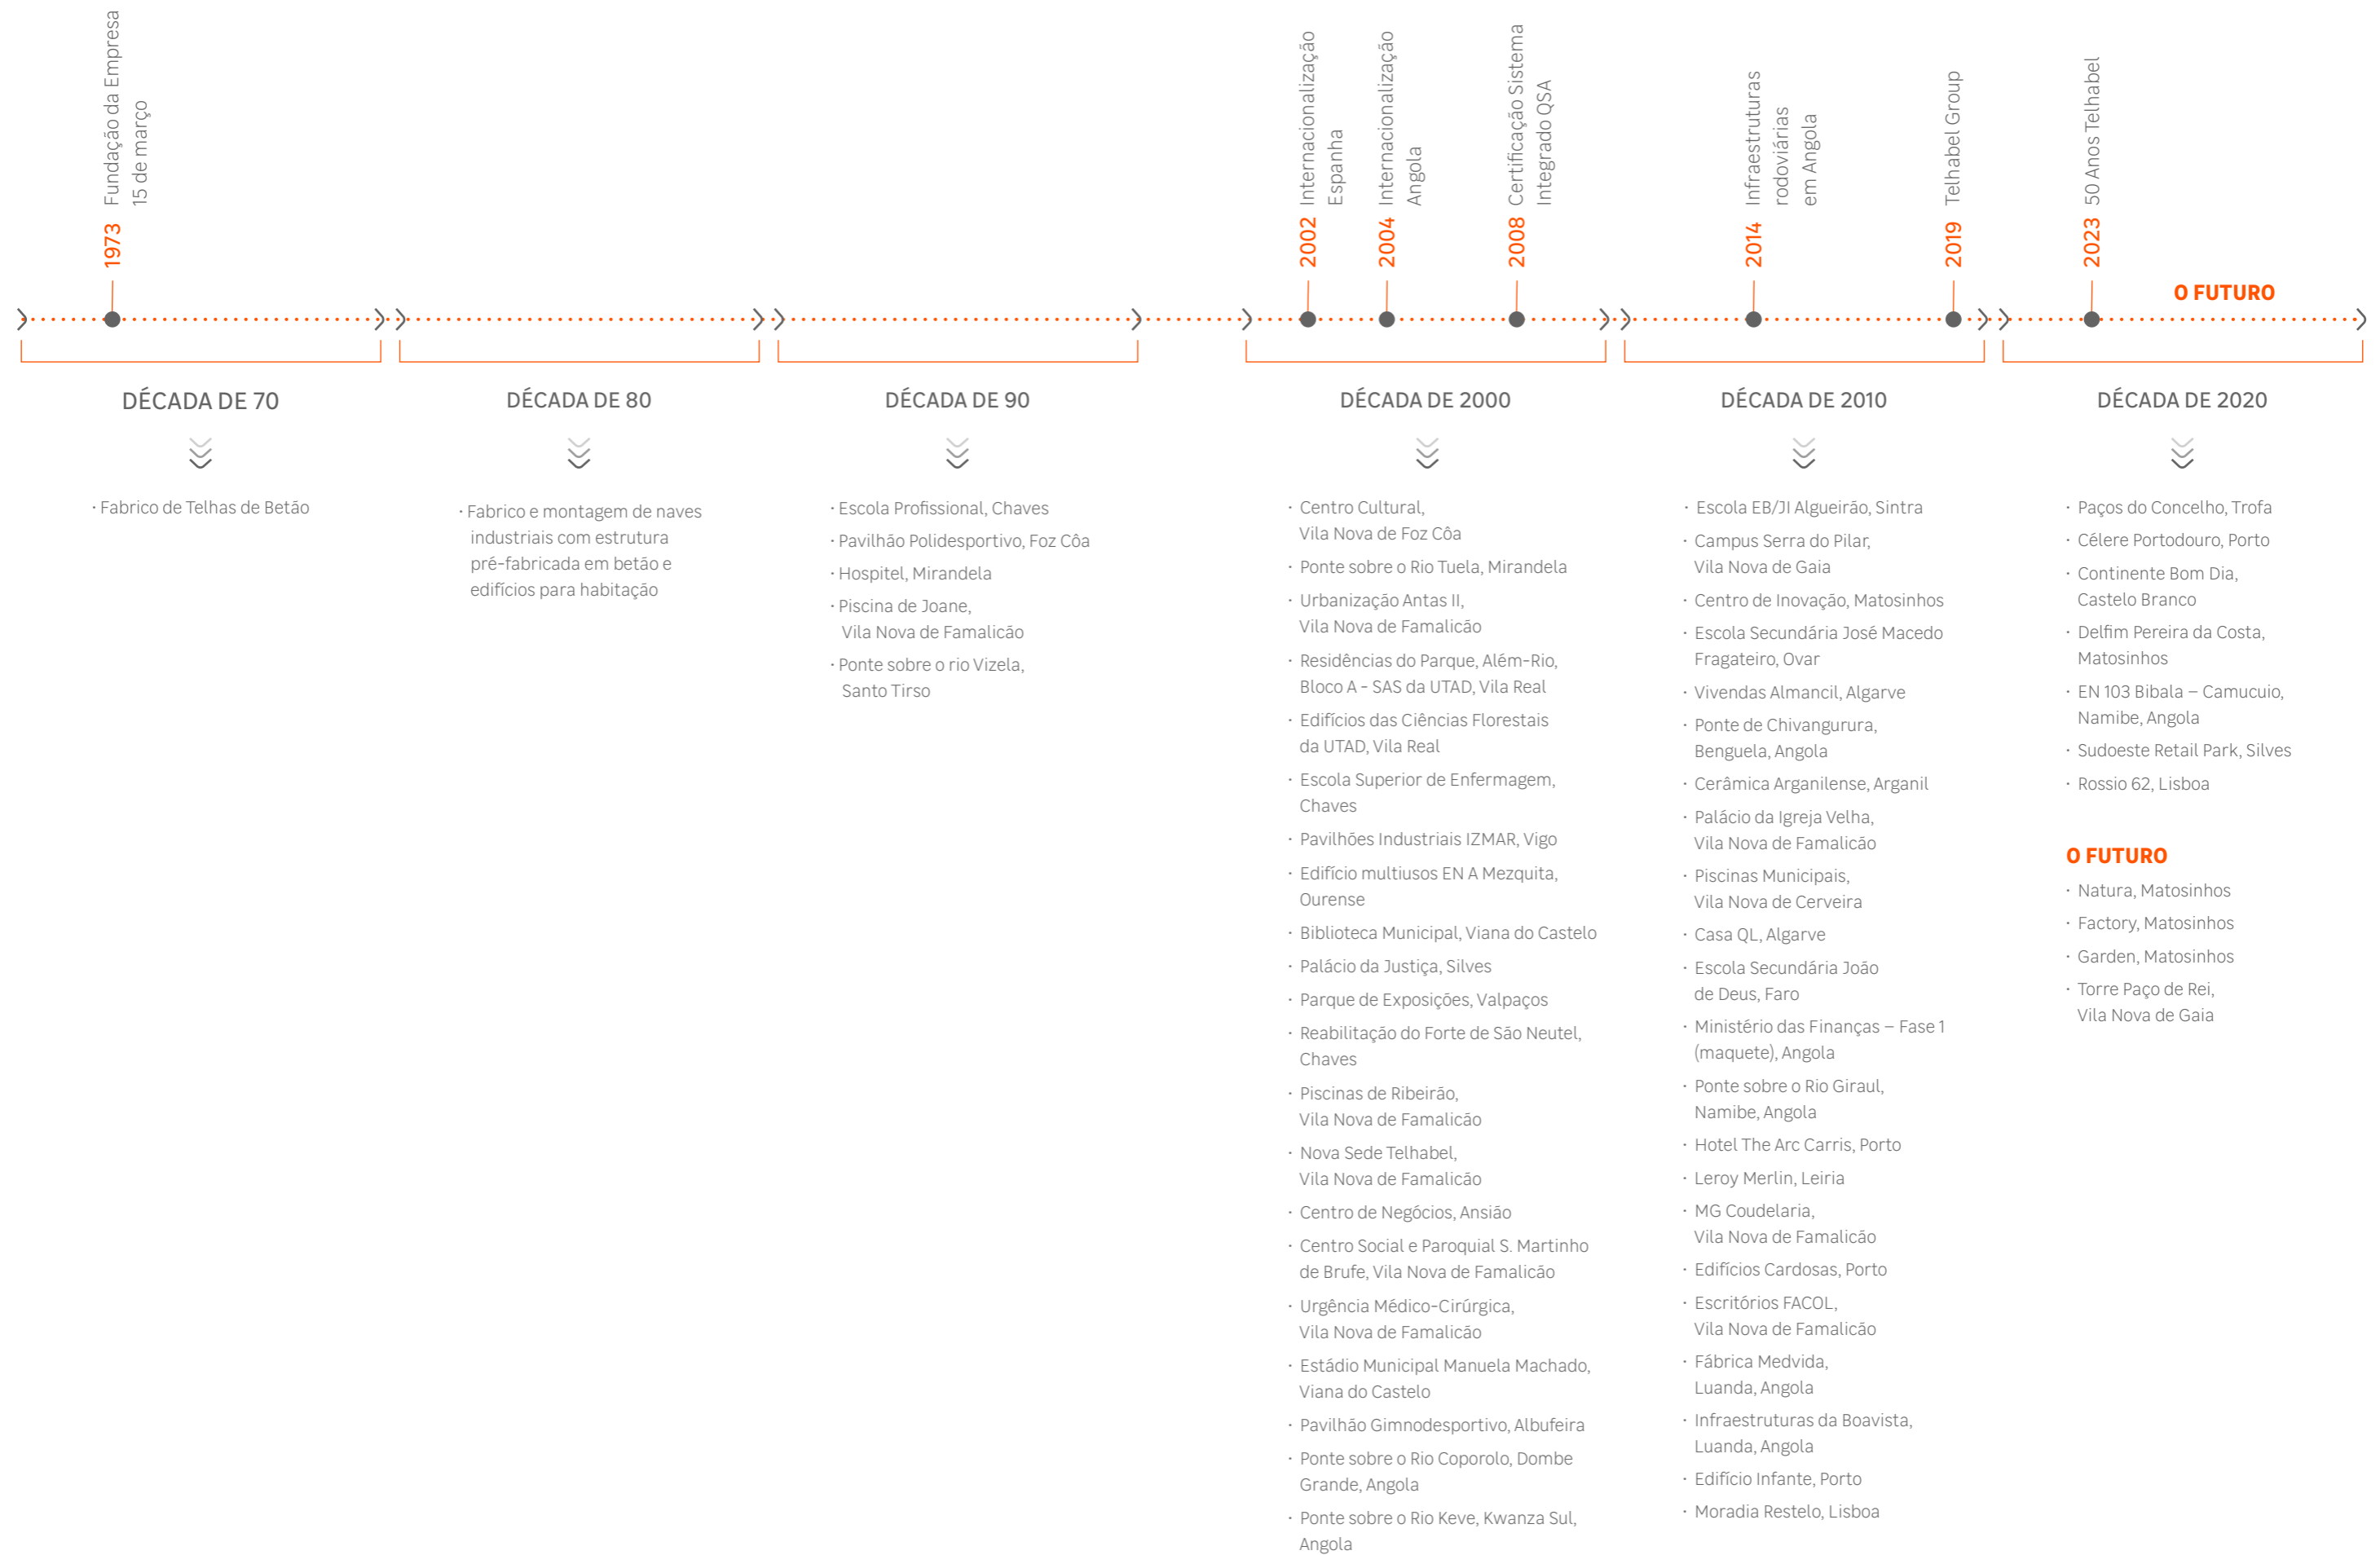 1973 Fundação da Empresa
15 de março
2002 Internacionalização
Espanha
2004 Internacionalização
Angola
2008 Certificação Sistema
Integrado QSA
2014 Infraestruturas
rodoviárias
em Angola
2019 Telhabel Group
2023 50 Anos Telhabel
O FUTURO
DÉCADA DE 70
· Fabrico de Telhas de Betão
DÉCADA DE 80
· Fabrico e montagem de naves
industriais com estrutura
pré-fabricada em betão e
edifícios para habitação
DÉCADA DE 90
· Escola Profissional, Chaves
· Pavilhão Polidesportivo, Foz Côa
· Hospitel, Mirandela
· Piscina de Joane,
Vila Nova de Famalicão
· Ponte sobre o rio Vizela,
Santo Tirso
DÉCADA DE 2000
· Centro Cultural,
Vila Nova de Foz Côa
· Ponte sobre o Rio Tuela, Mirandela
· Urbanização Antas II,
Vila Nova de Famalicão
· Residências do Parque, Além-Rio,
Bloco A - SAS da UTAD, Vila Real
· Edifícios das Ciências Florestais
da UTAD, Vila Real
· Escola Superior de Enfermagem,
Chaves
· Pavilhões Industriais IZMAR, Vigo
· Edifício multiusos EN A Mezquita,
Ourense
· Biblioteca Municipal, Viana do Castelo
· Palácio da Justiça, Silves
· Parque de Exposições, Valpaços
· Reabilitação do Forte de São Neutel,
Chaves
· Piscinas de Ribeirão,
Vila Nova de Famalicão
· Nova Sede Telhabel,
Vila Nova de Famalicão
· Centro de Negócios, Ansião
· Centro Social e Paroquial S. Martinho
de Brufe, Vila Nova de Famalicão
· Urgência Médico-Cirúrgica,
Vila Nova de Famalicão
· Estádio Municipal Manuela Machado,
Viana do Castelo
· Pavilhão Gimnodesportivo, Albufeira
· Ponte sobre o Rio Coporolo, Dombe
Grande, Angola
· Ponte sobre o Rio Keve, Kwanza Sul,
Angola
DÉCADA DE 2010
· Escola EB/JI Algueirão, Sintra
· Campus Serra do Pilar,
Vila Nova de Gaia
· Centro de Inovação, Matosinhos
· Escola Secundária José Macedo
Fragateiro, Ovar
· Vivendas Almancil, Algarve
· Ponte de Chivangurura,
Benguela, Angola
· Cerâmica Arganilense, Arganil
· Palácio da Igreja Velha,
Vila Nova de Famalicão
· Piscinas Municipais,
Vila Nova de Cerveira
· Casa QL, Algarve
· Escola Secundária João
de Deus, Faro
· Ministério das Finanças – Fase 1
(maquete), Angola
· Ponte sobre o Rio Giraul,
Namibe, Angola
· Hotel The Arc Carris, Porto
· Leroy Merlin, Leiria
· MG Coudelaria,
Vila Nova de Famalicão
· Edifícios Cardosas, Porto
· Escritórios FACOL,
Vila Nova de Famalicão
· Fábrica Medvida,
Luanda, Angola
· Infraestruturas da Boavista,
Luanda, Angola
· Edifício Infante, Porto
· Moradia Restelo, Lisboa
DÉCADA DE 2020
· Paços do Concelho, Trofa
· Célere Portodouro, Porto
· Continente Bom Dia,
Castelo Branco
· Delfim Pereira da Costa,
Matosinhos
· EN 103 Bibala – Camucuio,
Namibe, Angola
· Sudoeste Retail Park, Silves
· Rossio 62, Lisboa
O FUTURO
· Natura, Matosinhos
· Factory, Matosinhos
· Garden, Matosinhos
· Torre Paço de Rei,
Vila Nova de Gaia